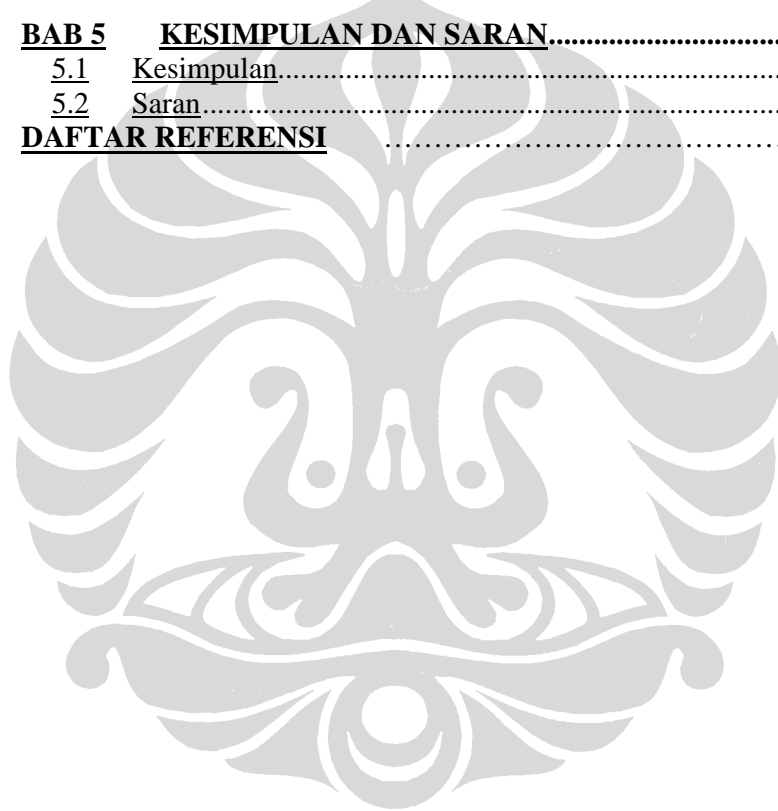 BAB 5 KESIMPULAN DAN SARAN..............................
5.1 Kesimpulan...................................................................
5.2 Saran.............................................................................
DAFTAR REFERENSI ……………………………………